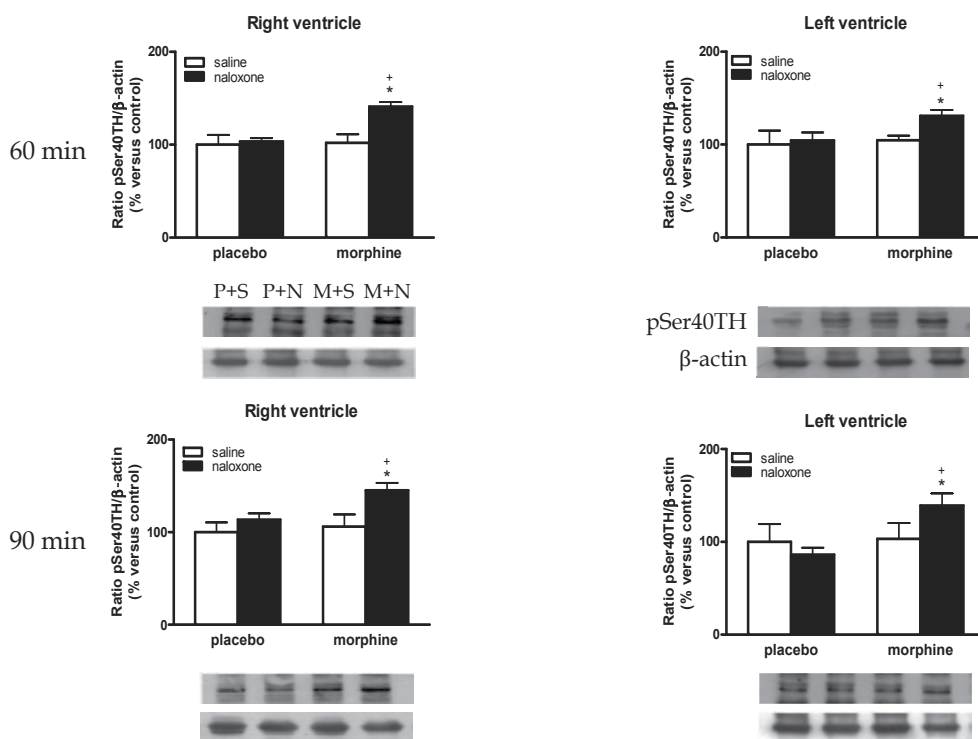 Right ventricle
200
saline
naloxone
+
*
100
0
Ratio pSer40TH/β-actin
(% versus control)
placebo morphine
60 min
P+S P+N M+S M+N
Left ventricle
200
saline
naloxone
+
*
100
0
Ratio pSer40TH/β-actin
(% versus control)
placebo morphine
pSer40TH
β-actin
Right ventricle
200
saline
naloxone
+
*
100
0
Ratio pSer40TH/β-actin
(% versus control)
placebo morphine
90 min
Left ventricle
200
saline
naloxone
+
*
100
0
Ratio pSer40TH/β-actin
(% versus control)
placebo morphine